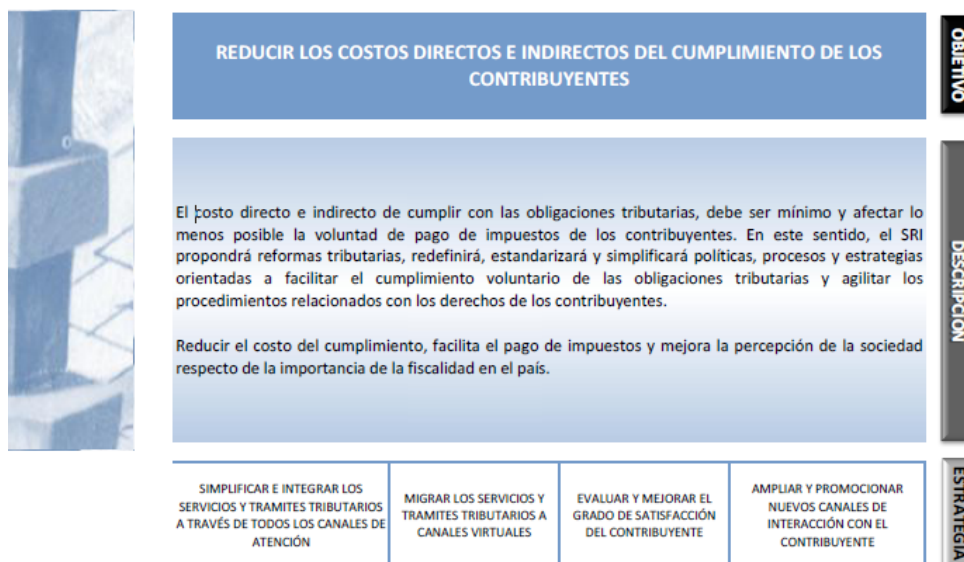 REDUCIR LOS COSTOS DIRECTOS E INDIRECTOS DEL CUMPLIMIENTO DE LOS
CONTRIBUYENTES
OBJETIVO
El costo directo e indirecto de cumplir con las obligaciones tributarias, debe ser mínimo y afectar lo
menos posible la voluntad de pago de impuestos de los contribuyentes. En este sentido, el SRI
propondrá reformas tributarias, redefinirá, estandarizará y simplificará políticas, procesos y estrategias
orientadas a facilitar el cumplimiento voluntario de las obligaciones tributarias y agilitar los
procedimientos relacionados con los derechos de los contribuyentes.
Reducir el costo del cumplimiento, facilita el pago de impuestos y mejora la percepción de la sociedad
respecto de la importancia de la fiscalidad en el país.
DESCRIPCIÓN
SIMPLIFICAR E INTEGRAR LOS
SERVICIOS Y TRAMITES TRIBUTARIOS
A TRAVÉS DE TODOS LOS CANALES DE
ATENCIÓN
MIGRAR LOS SERVICIOS Y
TRAMITES TRIBUTARIOS A
CANALES VIRTUALES
EVALUAR Y MEJORAR EL
GRADO DE SATISFACCIÓN
DEL CONTRIBUYENTE
AMPLIAR Y PROMOCIONAR
NUEVOS CANALES DE
INTERACCIÓN CON EL
CONTRIBUYENTE
ESTRATEGIA